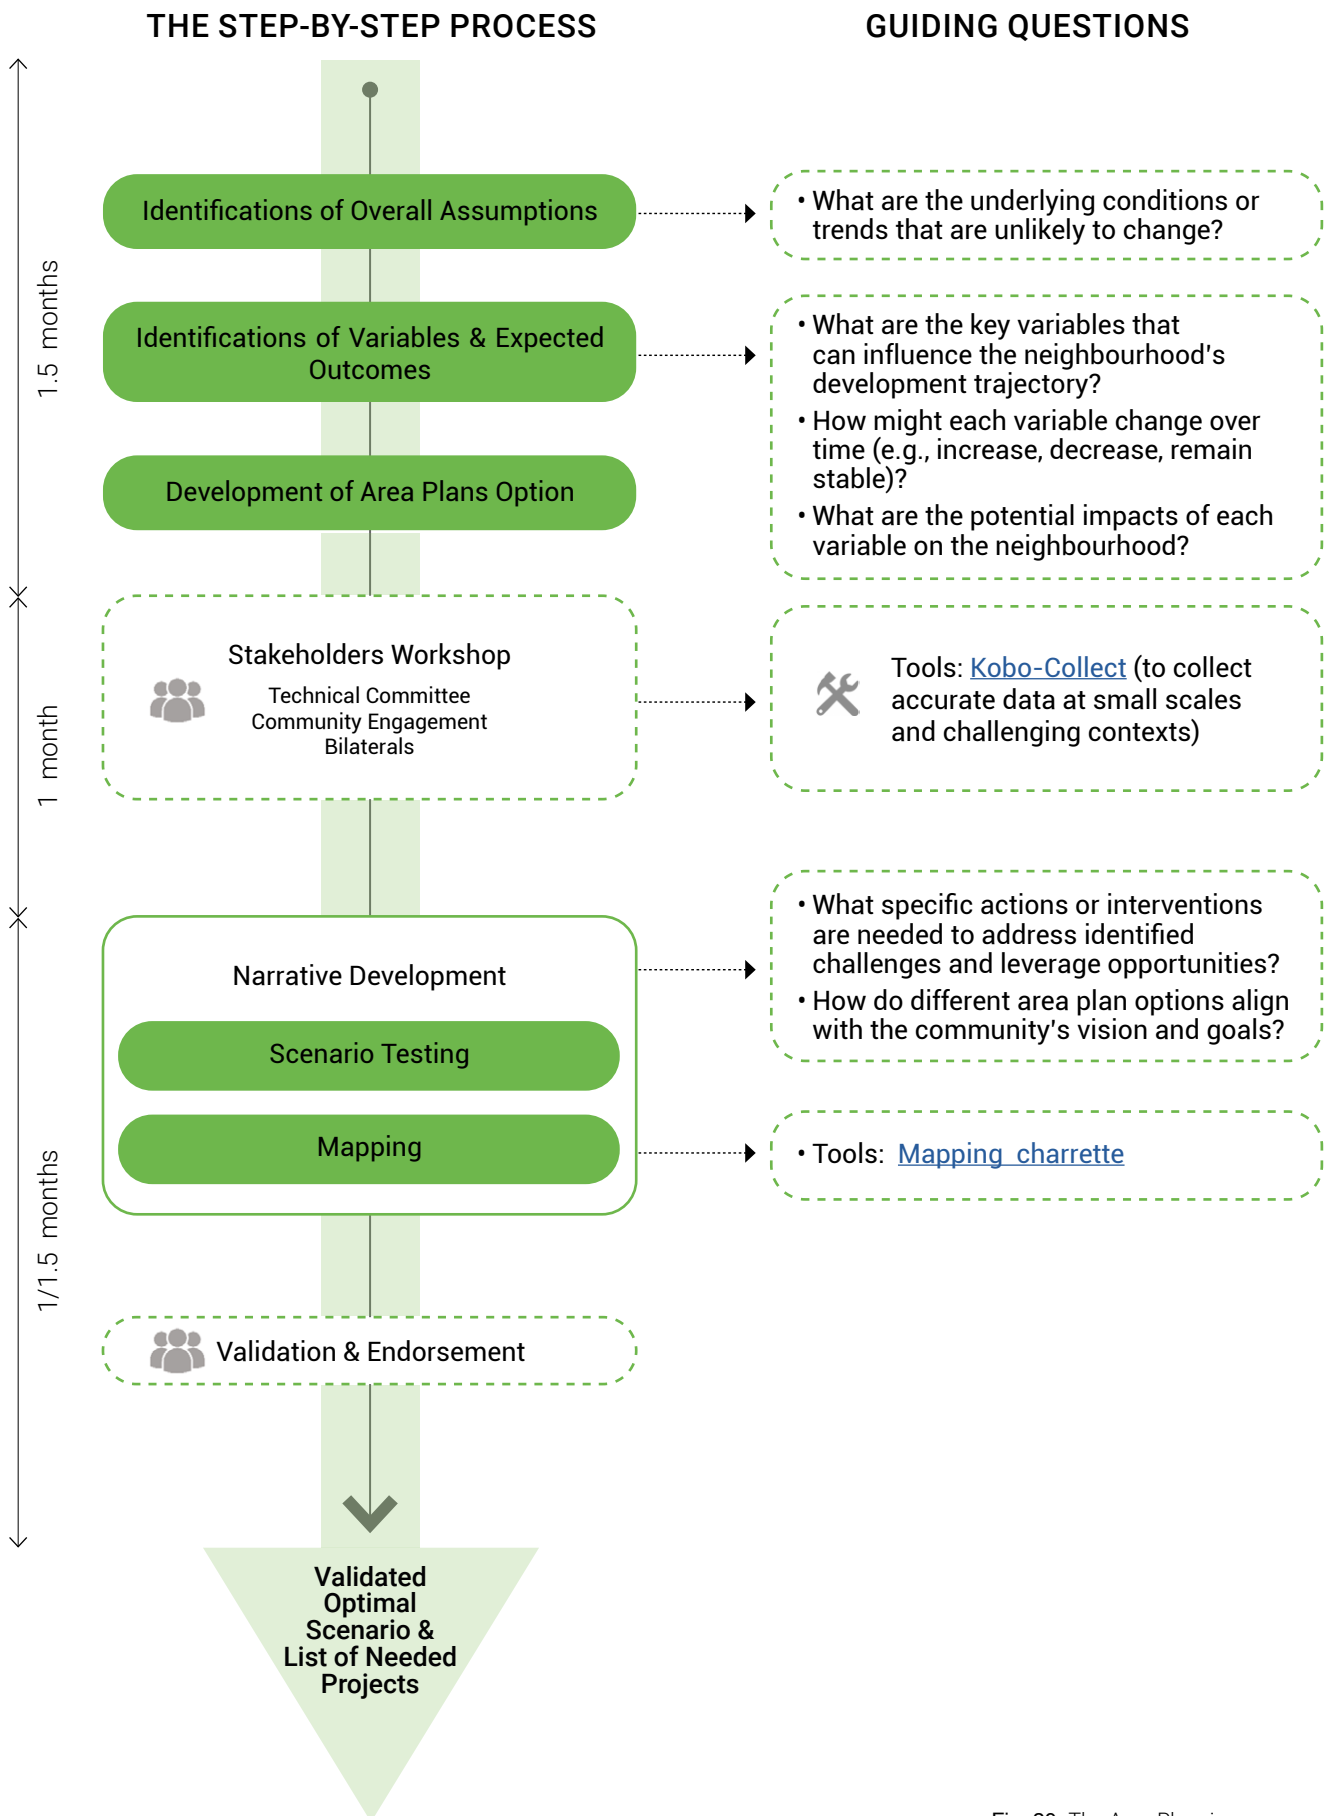 THE STEP-BY-STEP PROCESS
GUIDING QUESTIONS
1.5 months
Identifications of Overall Assumptions
• What are the underlying conditions or
trends that are unlikely to change?
Identifications of Variables & Expected
Outcomes
• What are the key variables that
can influence the neighbourhood's
development trajectory?
• How might each variable change over
time (e.g., increase, decrease, remain
stable)?
• What are the potential impacts of each
variable on the neighbourhood?
Development of Area Plans Option
1 month
Stakeholders Workshop
Technical Committee
Community Engagement
Bilaterals
Tools: Kobo-Collect (to collect
accurate data at small scales
and challenging contexts)
1/1.5 months
Narrative Development
• What specific actions or interventions
are needed to address identified
challenges and leverage opportunities?
• How do different area plan options align
with the community's vision and goals?
Scenario Testing
Mapping
• Tools: Mapping charrette
Validation & Endorsement
Validated
Optimal
Scenario &
List of Needed
Projects